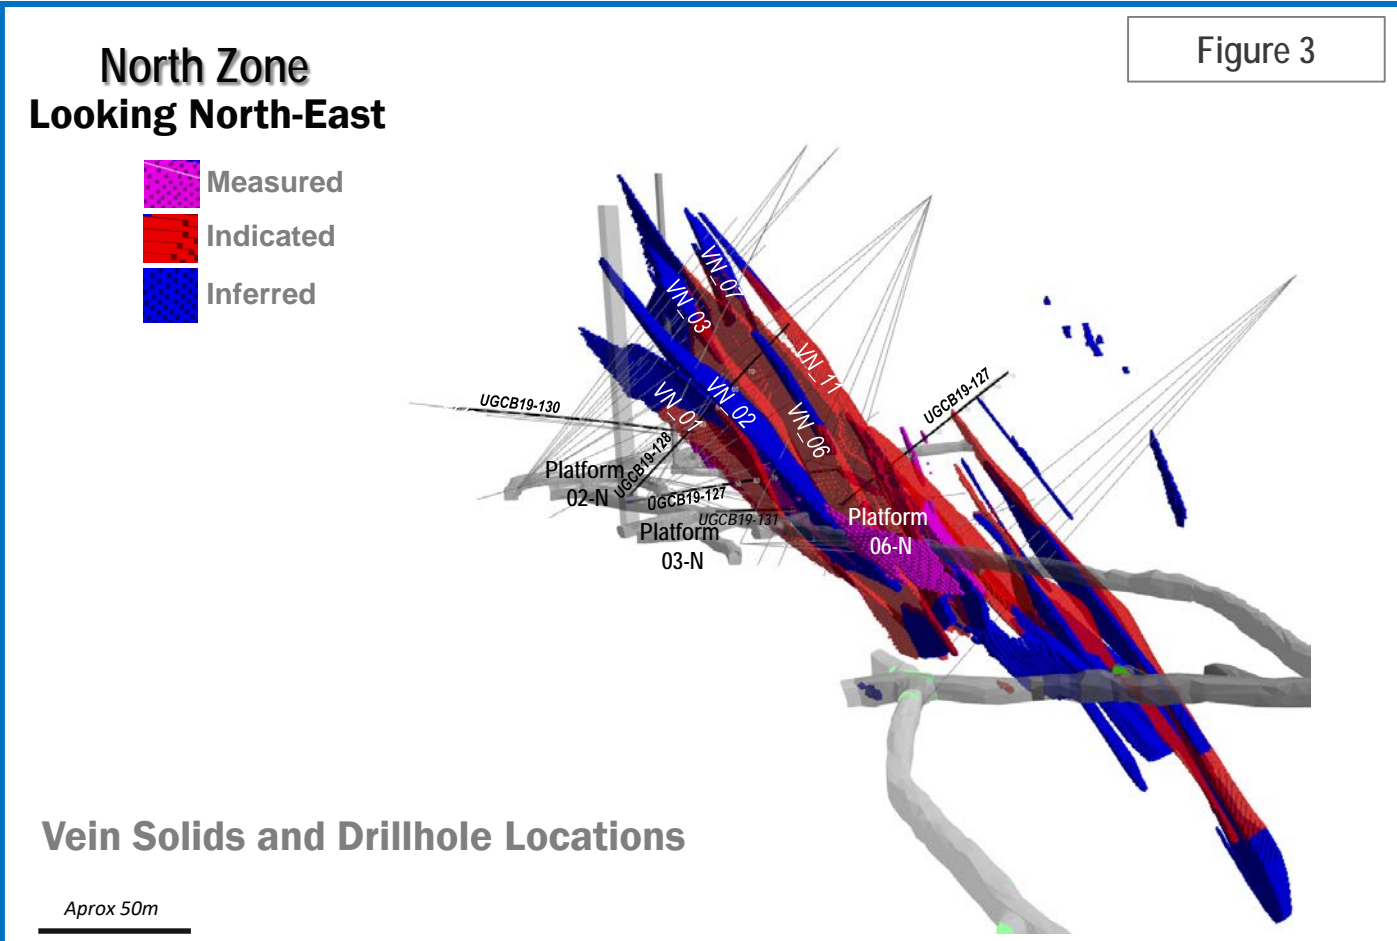 Figure 3
North Zone
Looking North-East
Measured
Indicated
Inferred
VN_07
VN_03
VN_11
VN_02
VN_01
VN_06
UGCB19-130
UGCB19-127
UGCB19-128
Platform
02-N
UGCB19-127
UGCB19-131
Platform
03-N
Platform
06-N
Vein Solids and Drillhole Locations
Aprox 50m